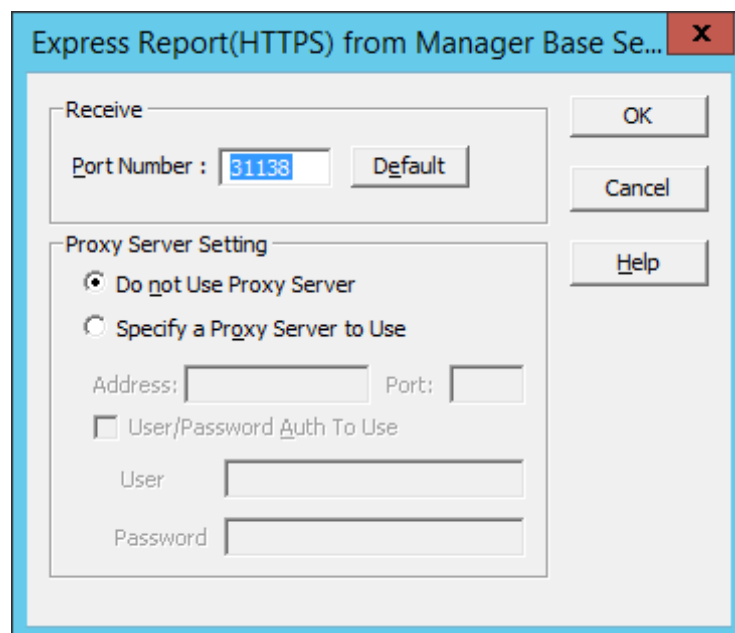 Express Report(HTTPS) from Manager Base Se...
x
Receive
Port Number : 31138 Default
OK
Cancel
Help
Proxy Server Setting
Do not Use Proxy Server
Specify a Proxy Server to Use
Address: Port:
User/Password Auth To Use
User
Password